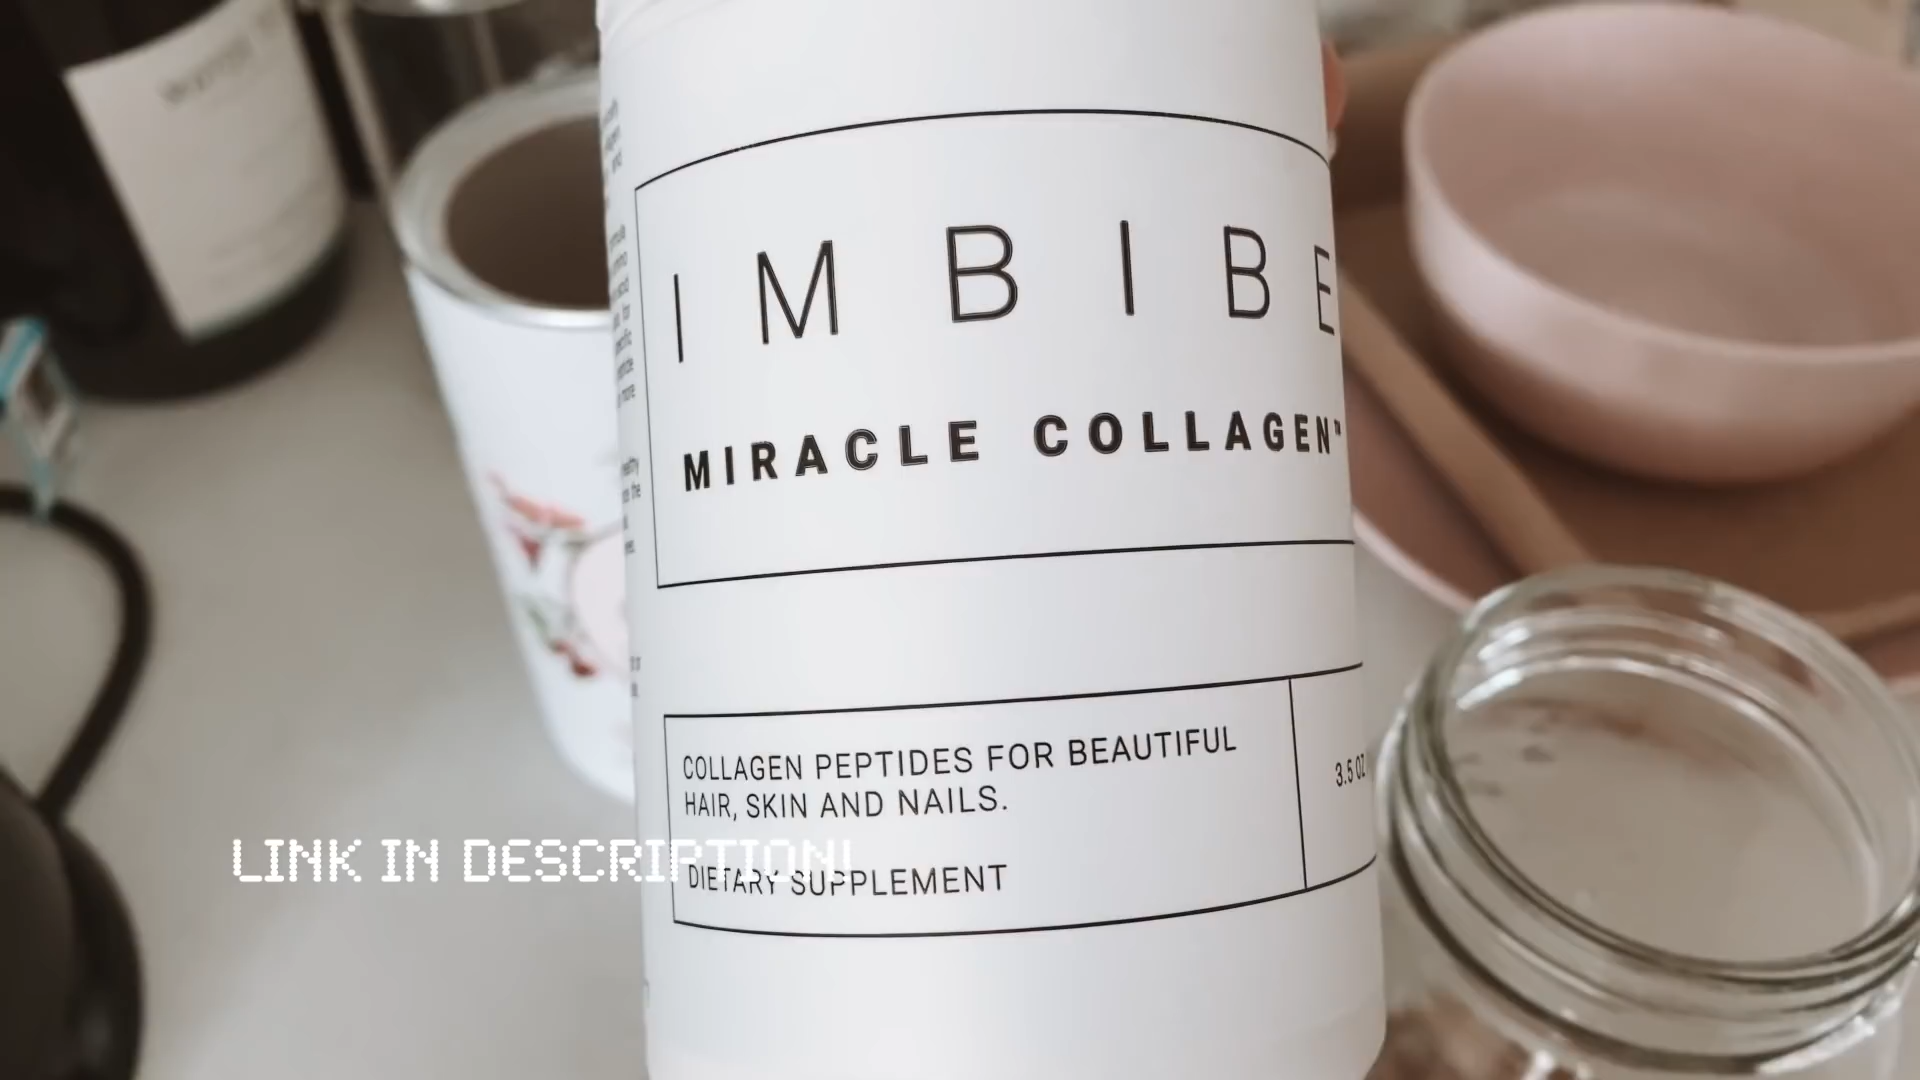 IMBIBE
MIRACLE COLLAGEN™
COLLAGEN PEPTIDES FOR BEAUTIFUL
HAIR, SKIN AND NAILS.
DIETARY SUPPLEMENT
3.5 OZ
LINK IN DESCRIPTION!